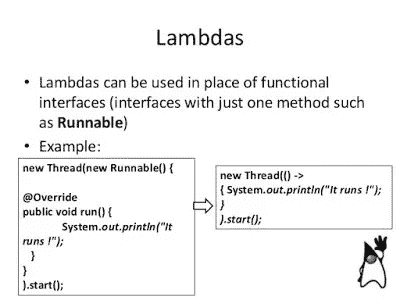 Lambdas
• Lambdas can be used in place of functional
interfaces (interfaces with just one method such
as Runnable)
• Example:
new Thread(new Runnable() {
@Override
public void run() {
System.out.println("It
runs !");
}
}
).start();
new Thread(() ->
{ System.out.println("It runs !");
}
).start();